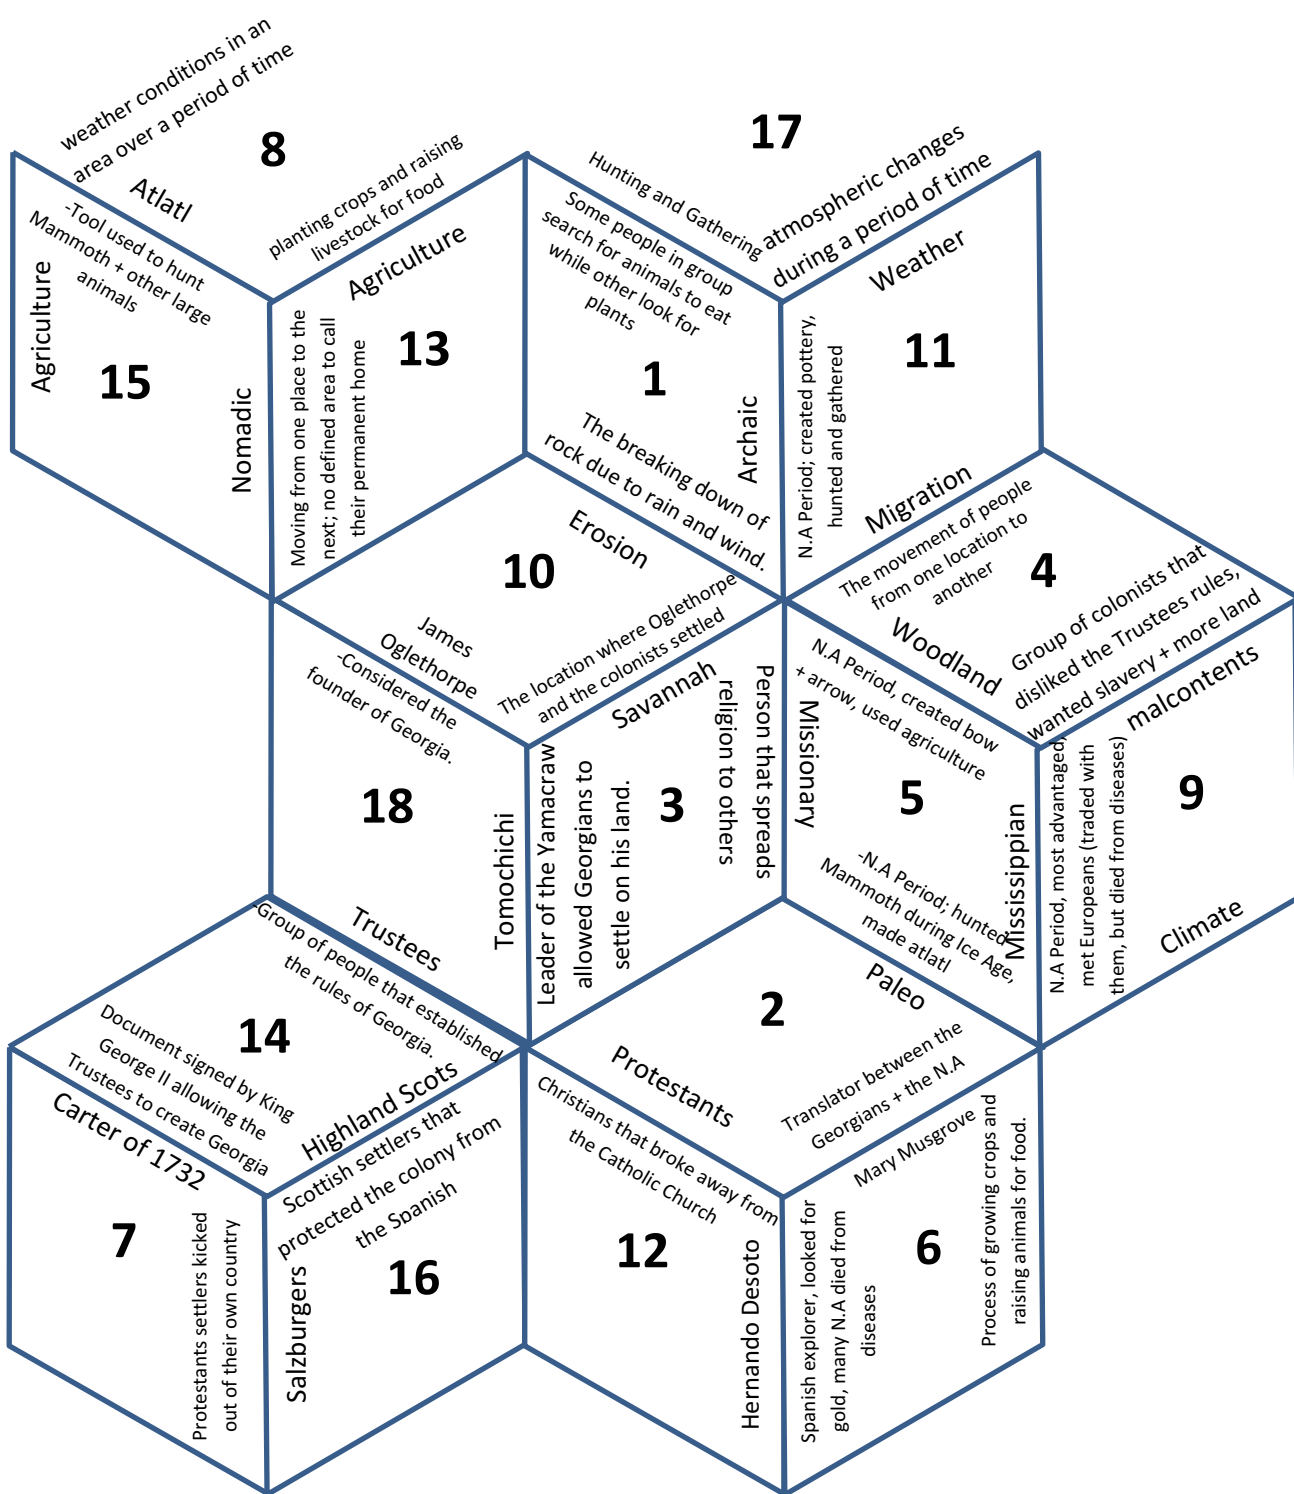 weather conditions in an
area over a period of time
8
Atlatl
planting crops and raising
livestock for food
17
Hunting and Gathering
atmospheric changes
during a period of time
-Tool used to hunt
Mammoth + other large
animals
Agriculture
15
Nomadic
Agriculture
13
Moving from one place to the
next; no defined area to call
their permanent home
Some people in group
search for animals to eat
while other look for
plants
1
Archaic
The breaking down of
rock due to rain and wind.
Weather
11
N.A Period; created pottery,
hunted and gathered
Migration
Erosion
10
James
Oglethorpe
The location where Oglethorpe
and the colonists settled
The movement of people
from one location to
another
4
Woodland
Group of colonists that
disliked the Trustees rules,
wanted slavery + more land
-Considered the
founder of Georgia.
18
Tomochichi
Trustees
Savannah
3
Leader of the Yamacraw
allowed Georgians to
settle on his land.
Person that spreads
religion to others
Missionary
N.A Period, created bow
+ arrow, used agriculture
5
Mississippian
-N.A Period; hunted
Mammoth during Ice Age,
made atlatl
malcontents
9
N.A Period, most advantaged,
met Europeans (traded with
them, but died from diseases)
Climate
-Group of people that established
the rules of Georgia.
14
Document signed by King
George II allowing the
Trustees to create Georgia
Highland Scots
Paleo
2
Protestants
Translator between the
Georgians + the N.A
Carter of 1732
7
Protestants settlers kicked
out of their own country
Scottish settlers that
protected the colony from
the Spanish
16
Salzburgers
Christians that broke away from
the Catholic Church
12
Hernando Desoto
Mary Musgrove
6
Spanish explorer, looked for
gold, many N.A died from
diseases
Process of growing crops and
raising animals for food.